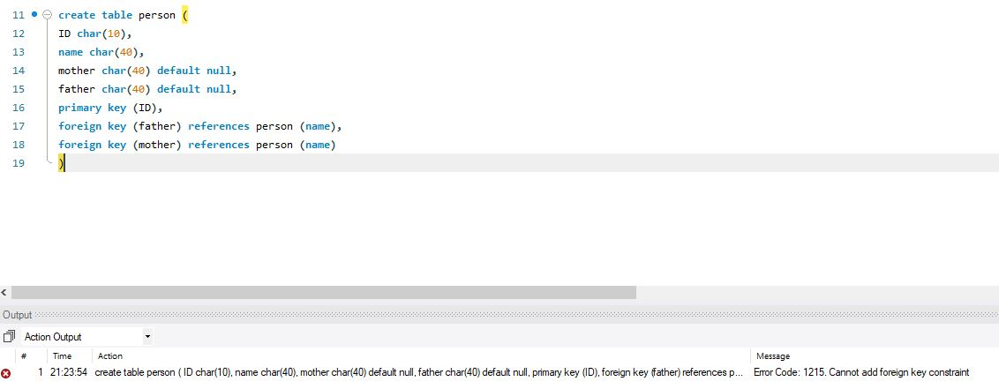 11 create table person (
12 ID char(10),
13 name char(40),
14 mother char(40) default null,
15 father char(40) default null,
16 primary key (ID),
17 foreign key (father) references person (name),
18 foreign key (mother) references person (name)
19 )
Output
Action Output
# Time Action Message
1 21:23:54 create table person ( ID char(10), name char(40), mother char(40) default null, father char(40) default null, primary key (ID), foreign key (father) references p... Error Code: 1215. Cannot add foreign key constraint